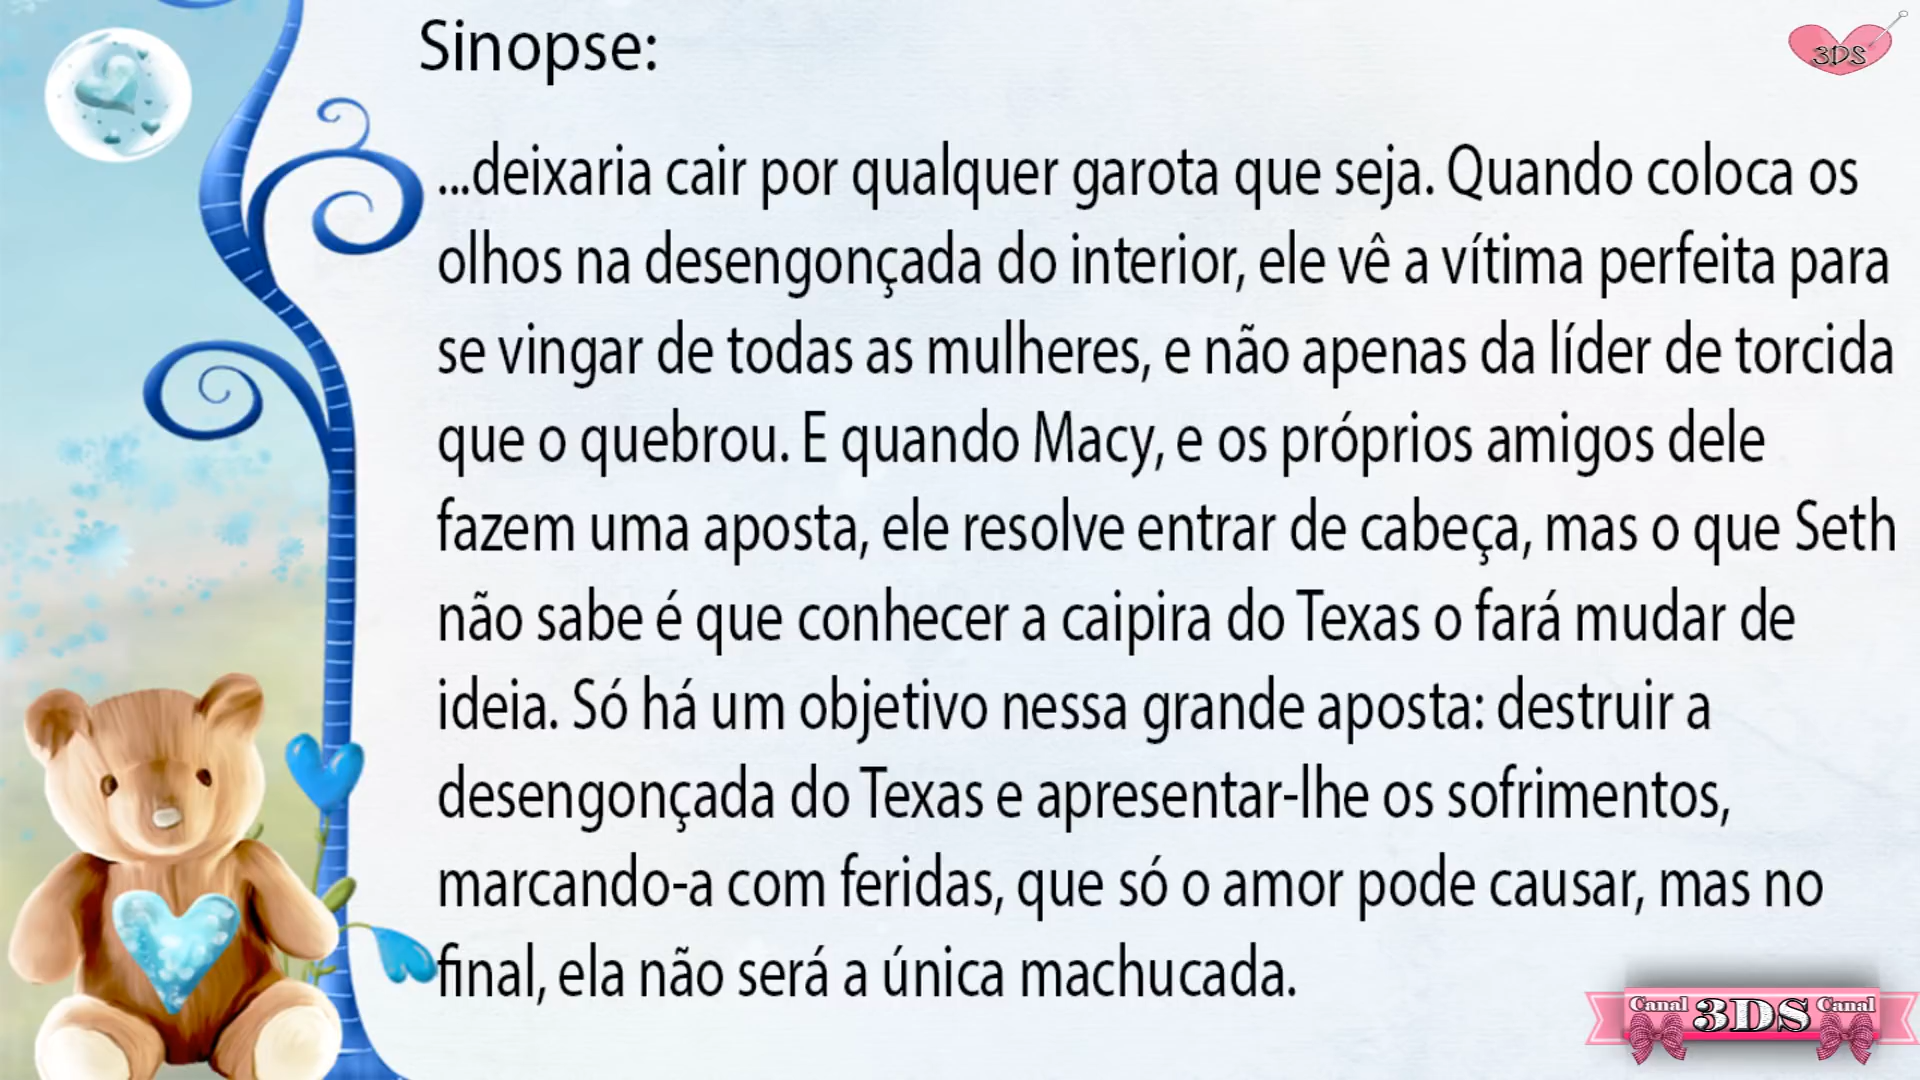 Sinopse:
3DS
...deixaria cair por qualquer garota que seja. Quando coloca os
olhos na desengonçada do interior, ele vê a vítima perfeita para
se vingar de todas as mulheres, e não apenas da líder de torcida
que o quebrou. E quando Macy, e os próprios amigos dele
fazem uma aposta, ele resolve entrar de cabeça, mas o que Seth
não sabe é que conhecer a caipira do Texas o fará mudar de
ideia. Só há um objetivo nessa grande aposta: destruir a
desengonçada do Texas e apresentar-lhe os sofrimentos,
marcando-a com feridas, que só o amor pode causar, mas no
final, ela não será a única machucada.
Canal 3DS Canal